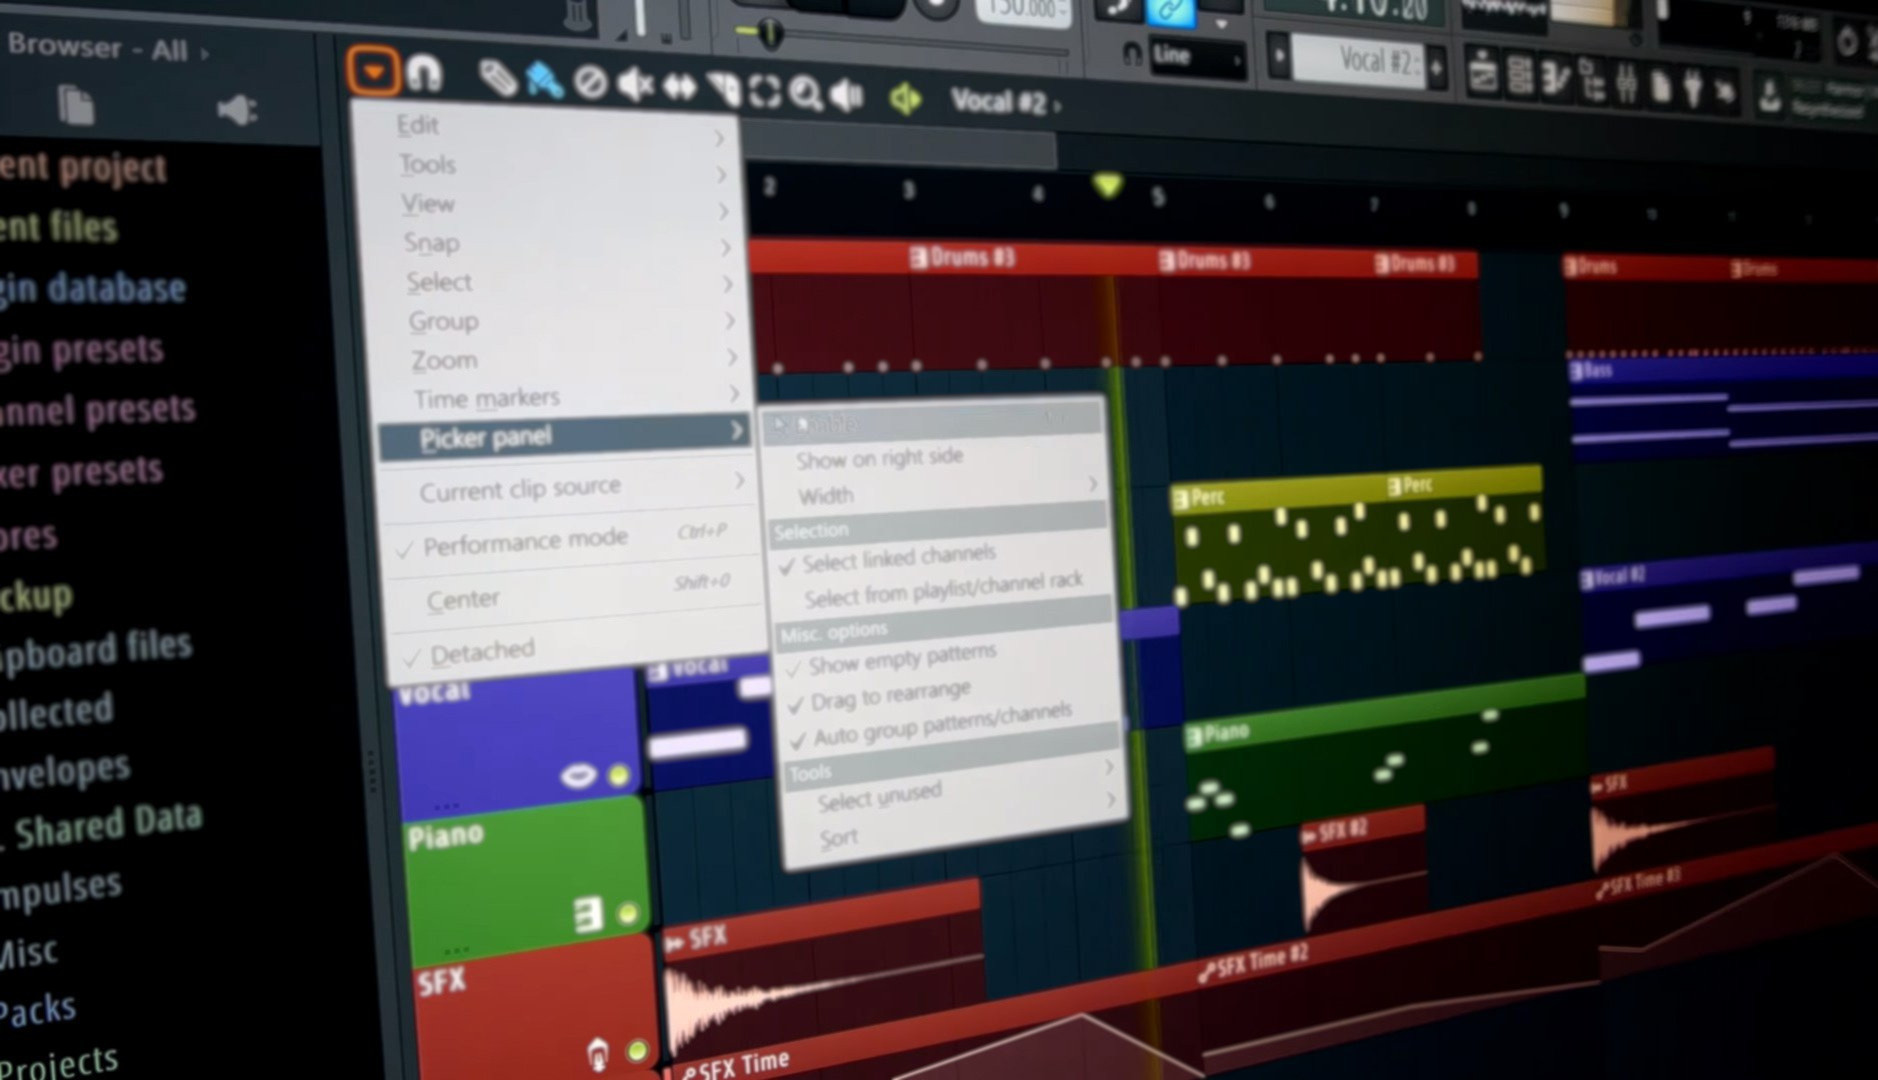 Browser - All ›
130.000
Line
Vocal #2
Vocal #2 ›
ent project
ent files
gin database
gin presets
annel presets
ker presets
ores
ckup
pboard files
ollected
nvelopes
L Shared Data
mpulses
Misc
Packs
Projects
Edit
Tools
View
Snap
Select
Group
Zoom
Time markers
Picker panel
Current clip source
Performance mode Ctrl+P
Center Shift+0
Detached
Show on right side
Width
Selection
Select linked channels
Select from playlist/channel rack
Misc. options
Show empty patterns
Drag to rearrange
Auto group patterns/channels
Tools
Select unused
Sort
2 3 4 5 6 7 8 9
Drums #3 Drums #3 Drums #3 Drums Drums
Bass
Perc Perc
Vocal Vocal Vocal #2
Piano Piano
SFX SFX SFX #2 SFX
SFX Time SFX Time #2 SFX Time #3